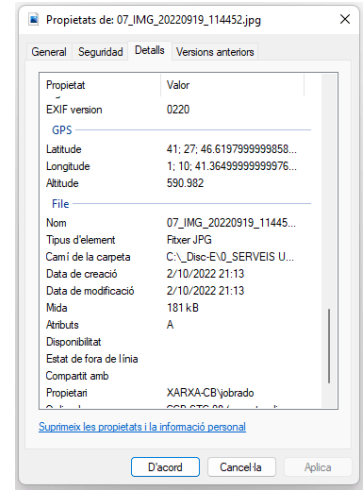 Propietats de: 07_IMG_20220919_114452.jpg
General Seguridad Detalls Versions anteriors
Propietat Valor
EXIF version 0220
GPS
Latitude 41; 27; 46.6197999999858...
Longitude 1; 10; 41.36499999999976...
Altitude 590.982
File
Nom 07_IMG_20220919_11445...
Tipus d'element Fitxer JPG
Camí de la carpeta C:\_Disc-E\0_SERVEIS U...
Data de creació 2/10/2022 21:13
Data de modificació 2/10/2022 21:13
Mida 181 kB
Atributs A
Disponibilitat
Estat de fora de línia
Compartit amb
Propietari XARXA-CB\jobrado
Suprimeix les propietats i la informació personal
D'acord Cancel·la Aplica